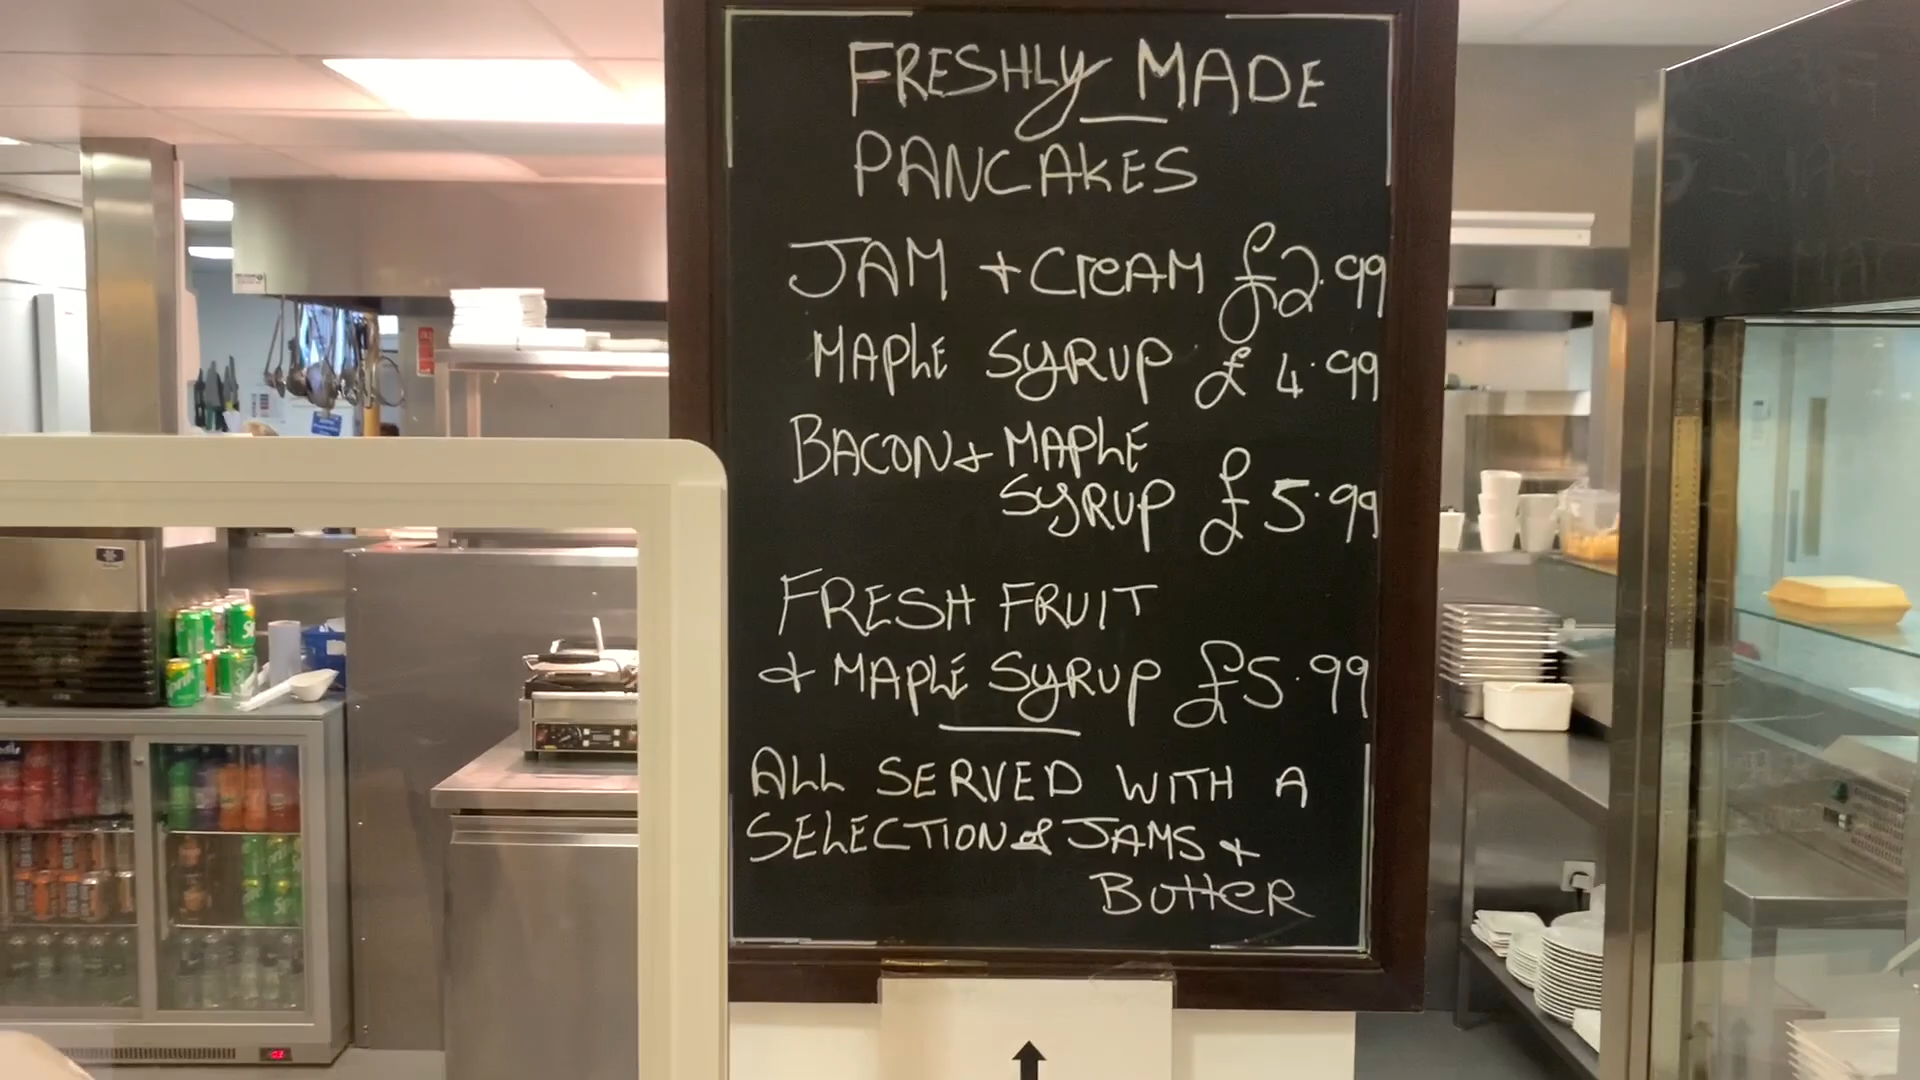 FRESHLY MADE
PANCAKES
JAM + CREAM £2.99
MAPLE SYRUP £4.99
BACON + MAPLE
SYRUP £5.99
FRESH FRUIT
+ MAPLE SYRUP £5.99
ALL SERVED WITH A
SELECTION of JAMS +
BUTTER